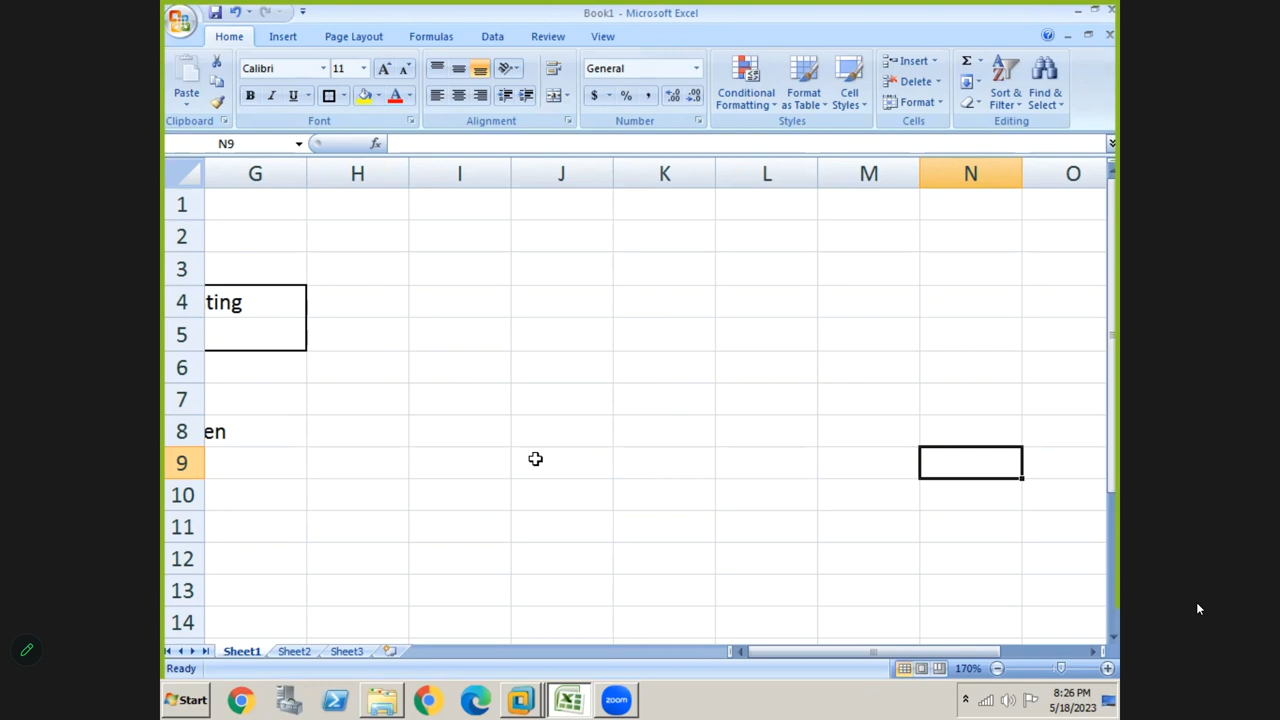 Book1 - Microsoft Excel
Home Insert Page Layout Formulas Data Review View
Calibri 11 General
Paste
Conditional Formatting
Format as Table
Cell Styles
Insert
Delete
Format
Sort & Filter
Find & Select
Clipboard Font Alignment Number Styles Cells Editing
N9
G H I J K L M N O
1
2
3
4 ting
5
6
7
8 en
9
10
11
12
13
14
Sheet1 Sheet2 Sheet3
Ready 170%
Start zoom 8:26 PM
5/18/2023